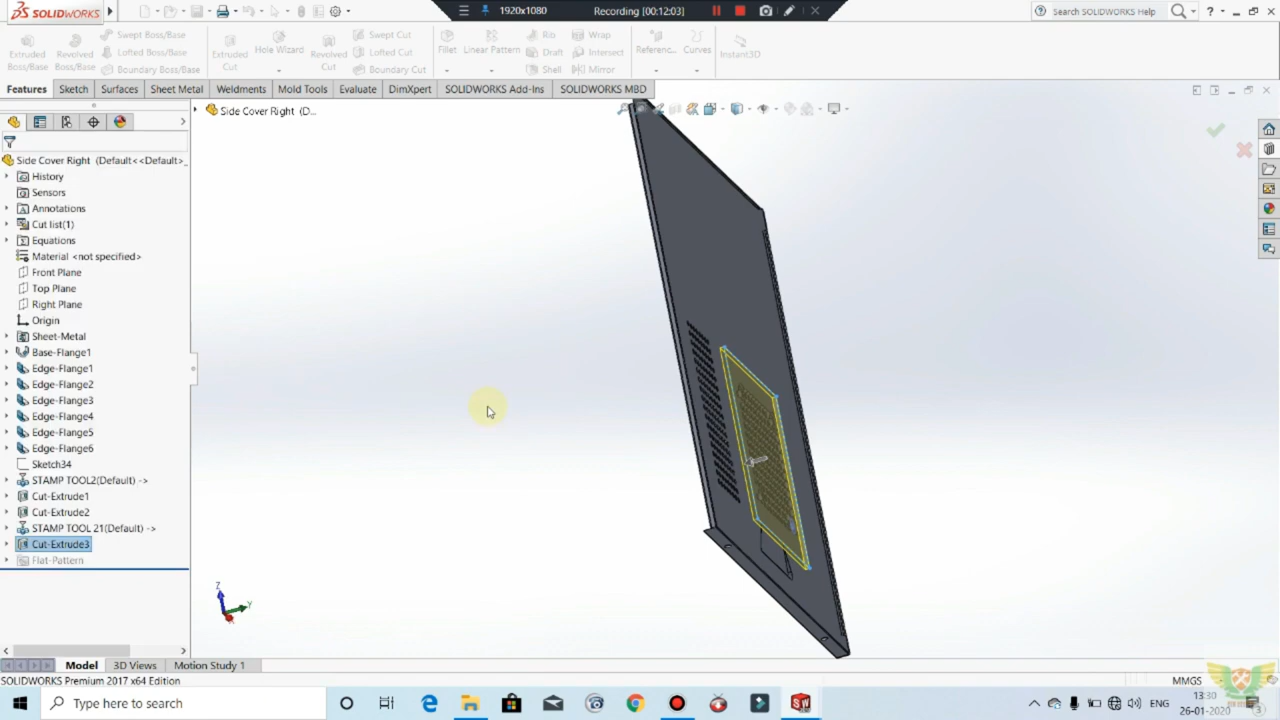 SOLIDWORKS
1920x1080
Recording [00:12:03]
Search SOLIDWORKS Help
Extruded Boss/Base
Revolved Boss/Base
Swept Boss/Base
Lofted Boss/Base
Boundary Boss/Base
Extruded Cut
Hole Wizard
Revolved Cut
Swept Cut
Lofted Cut
Boundary Cut
Fillet
Linear Pattern
Rib
Draft
Shell
Wrap
Intersect
Mirror
Referenc...
Curves
Instant3D
Features
Sketch
Surfaces
Sheet Metal
Weldments
Mold Tools
Evaluate
DimXpert
SOLIDWORKS Add-Ins
SOLIDWORKS MBD
Side Cover Right (D...
Side Cover Right (Default<<Default>_
History
Sensors
Annotations
Cut list(1)
Equations
Material <not specified>
Front Plane
Top Plane
Right Plane
Origin
Sheet-Metal
Base-Flange1
Edge-Flange1
Edge-Flange2
Edge-Flange3
Edge-Flange4
Edge-Flange5
Edge-Flange6
Sketch34
STAMP TOOL2(Default) ->
Cut-Extrude1
Cut-Extrude2
STAMP TOOL 21(Default) ->
Cut-Extrude3
Flat-Pattern
Z
Y
Model
3D Views
Motion Study 1
SOLIDWORKS Premium 2017 x64 Edition
MMGS
Type here to search
ENG
13:30
26-01-2020
3